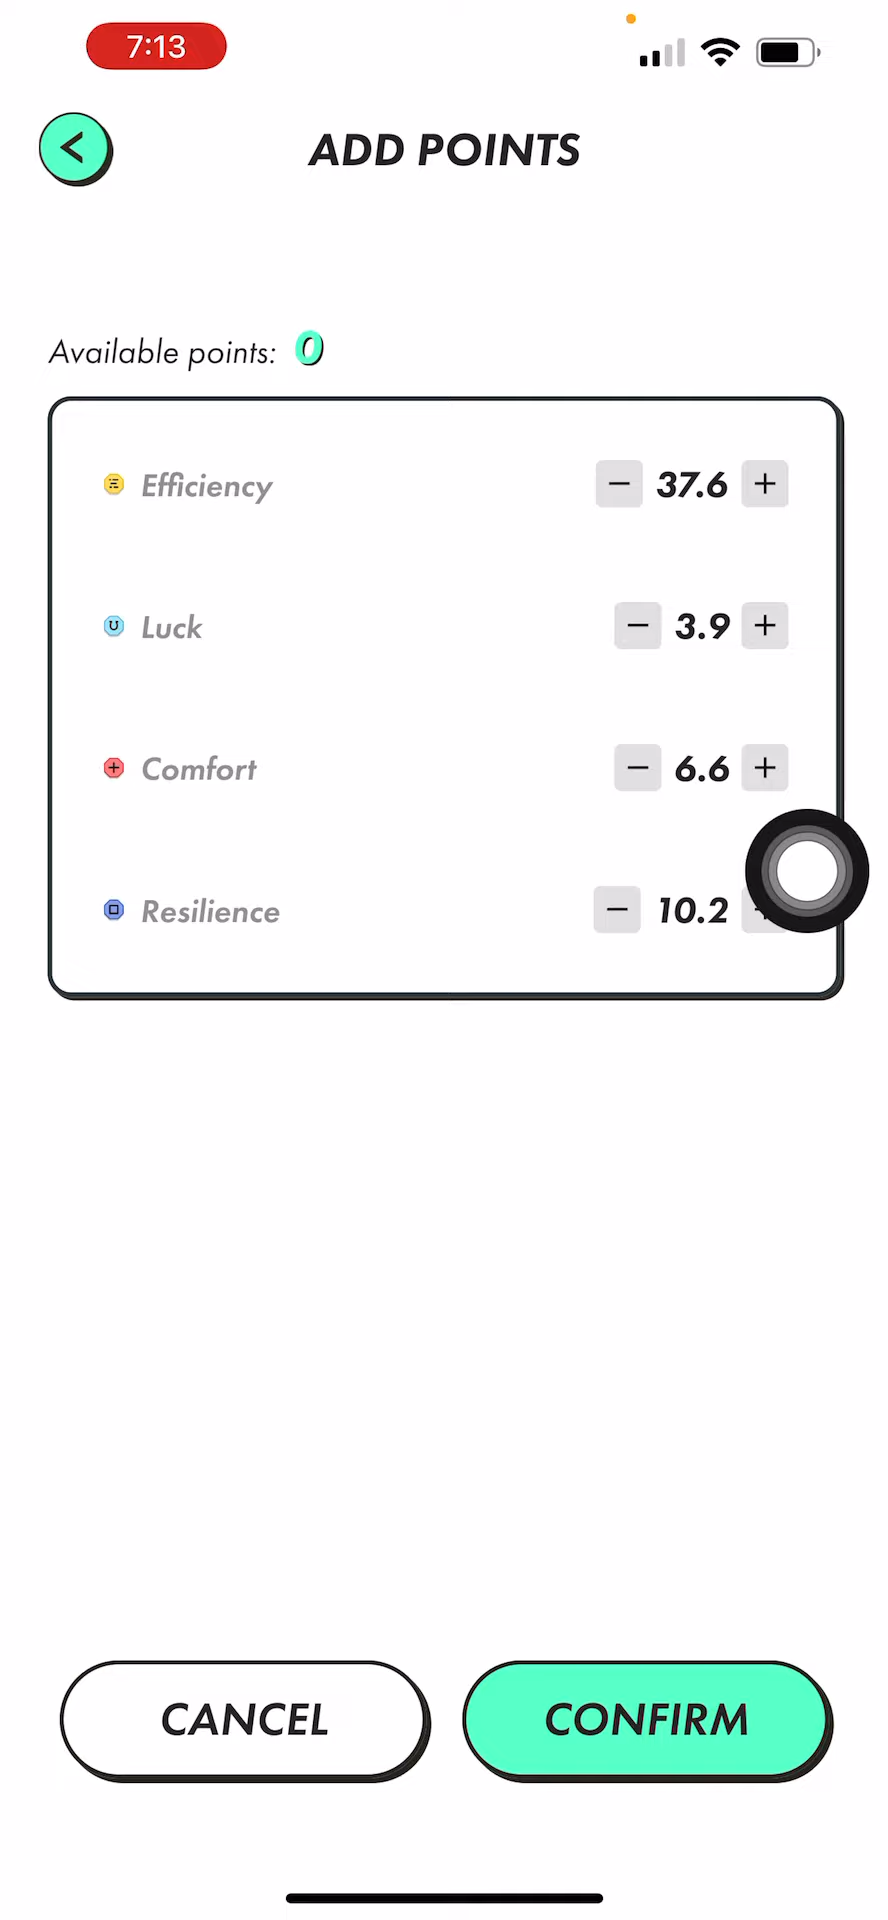 7:13
ADD POINTS
Available points: 0
Efficiency − 37.6 +
Luck − 3.9 +
Comfort − 6.6 +
Resilience − 10.2
CANCEL CONFIRM